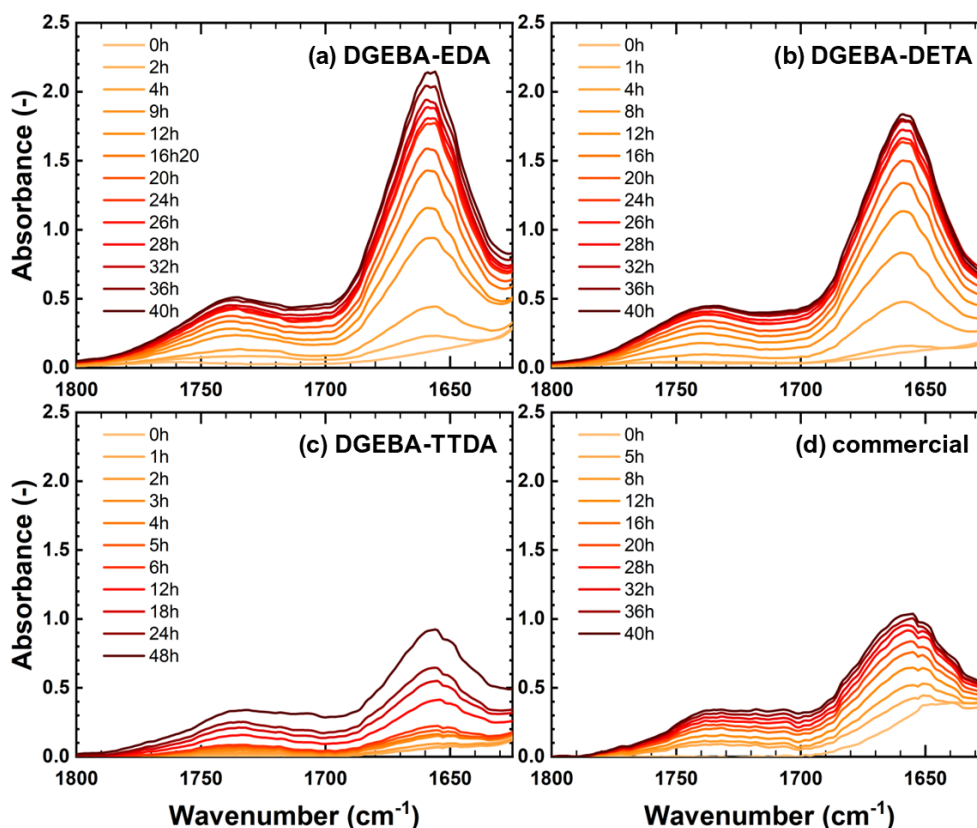 (a) DGEBA-EDA
Absorbance (-)
2.5
2.0
1.5
1.0
0.5
0.0
0h
2h
4h
9h
12h
16h20
20h
24h
26h
28h
32h
36h
40h
1800
1750
1700
1650
(b) DGEBA-DETA
2.5
2.0
1.5
1.0
0.5
0.0
0h
1h
4h
8h
12h
16h
20h
24h
26h
28h
32h
36h
40h
1800
1750
1700
1650
(c) DGEBA-TTDA
Absorbance (-)
2.5
2.0
1.5
1.0
0.5
0.0
0h
1h
2h
3h
4h
5h
6h
12h
18h
24h
48h
1800
1750
1700
1650
Wavenumber (cm-1)
(d) commercial
2.5
2.0
1.5
1.0
0.5
0.0
0h
5h
8h
12h
16h
20h
28h
32h
36h
40h
1800
1750
1700
1650
Wavenumber (cm-1)